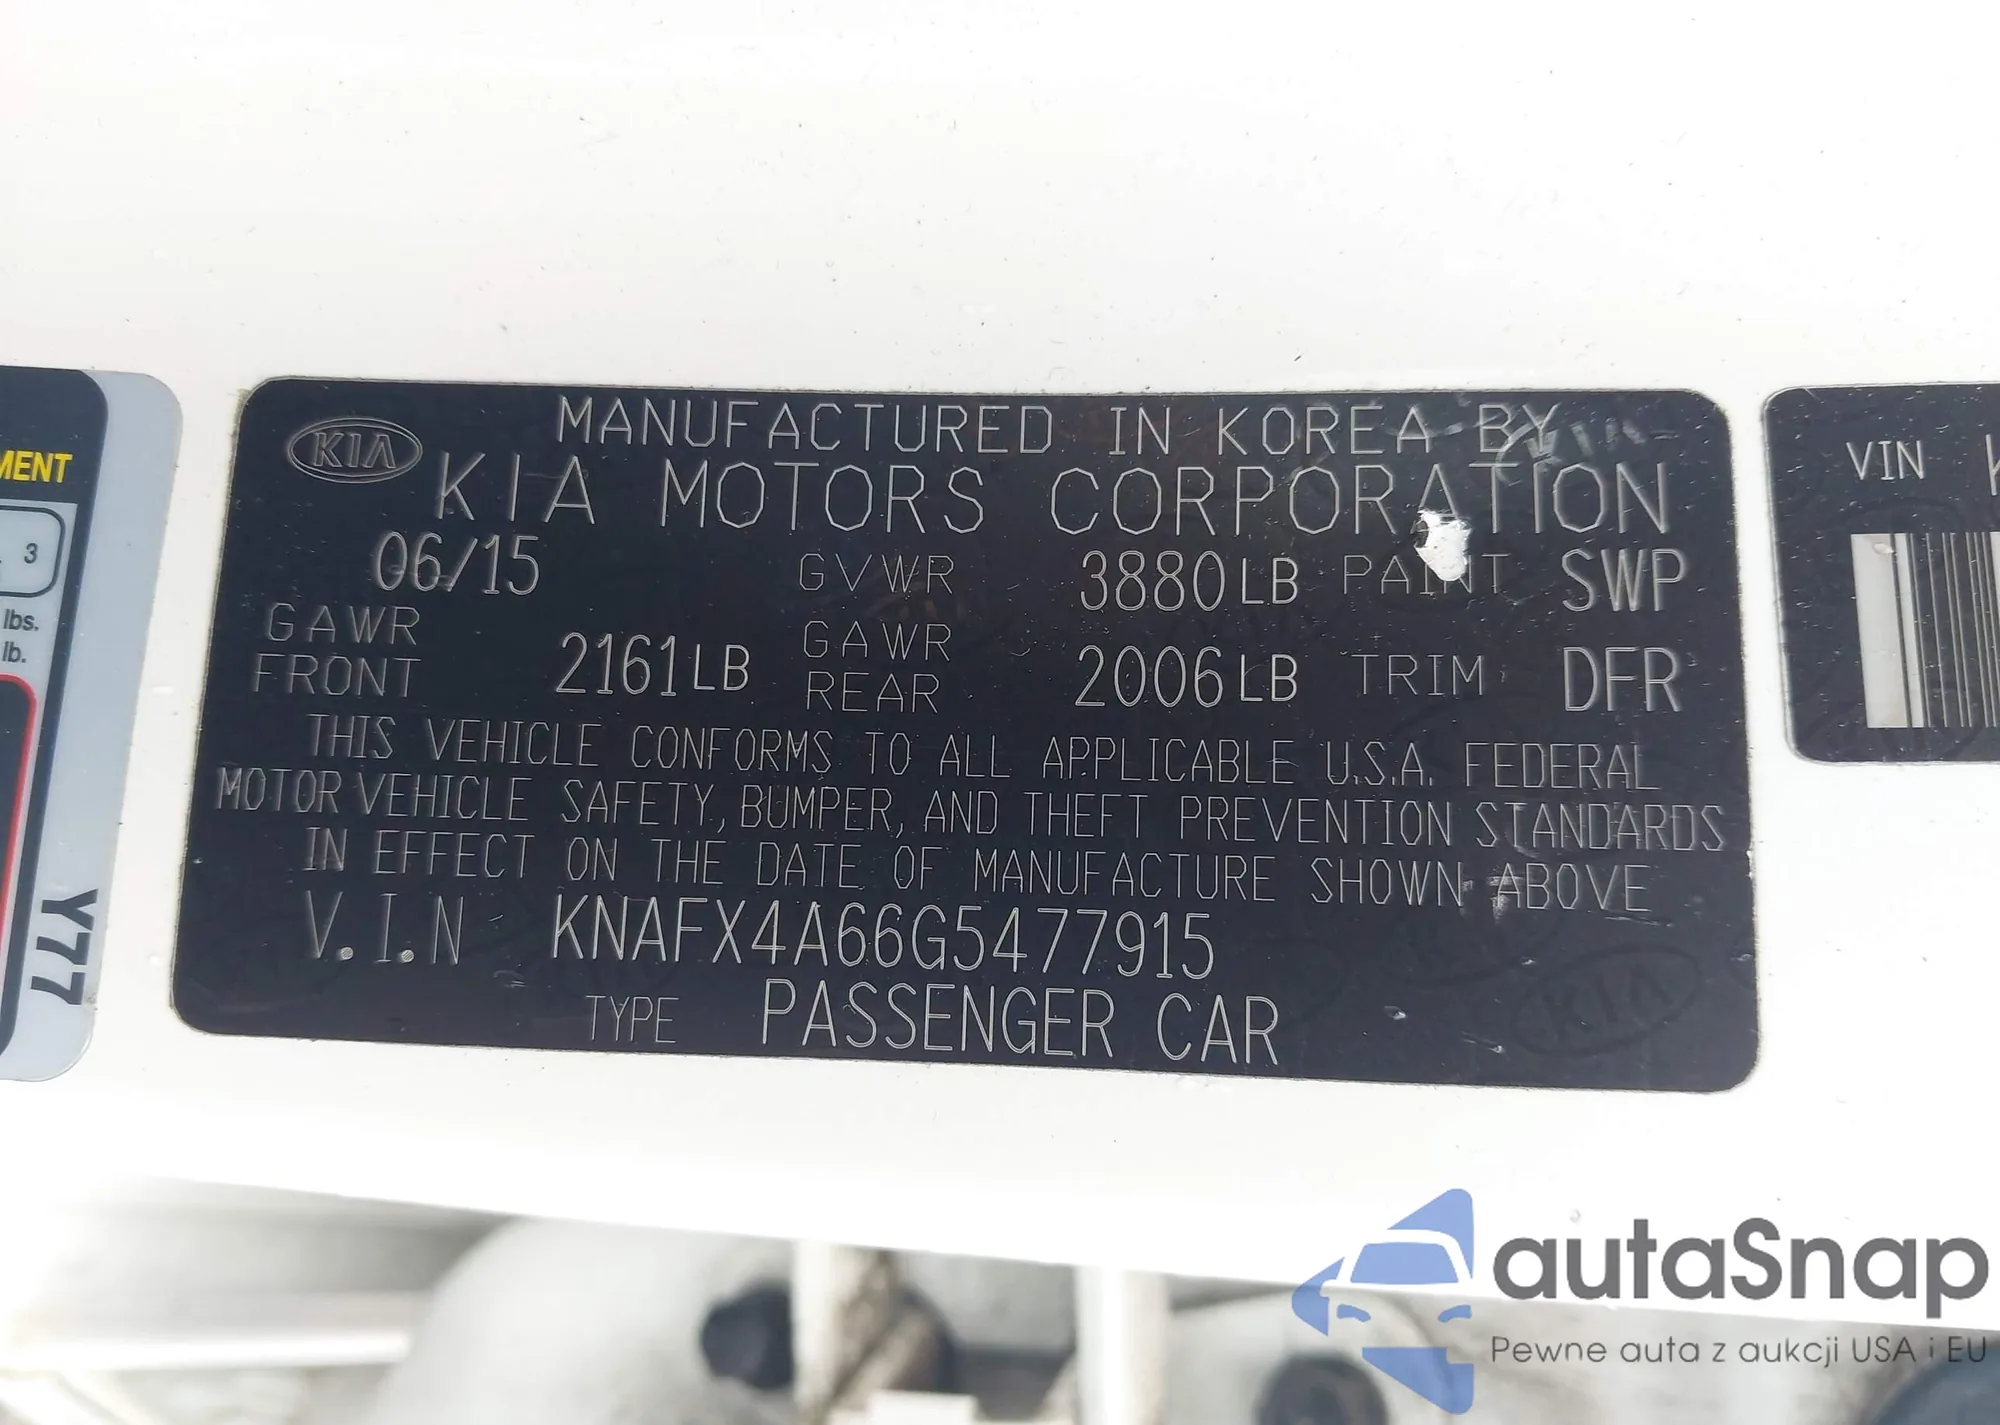 MENT
3
lbs.
lb.
Y77
KIA
MANUFACTURED IN KOREA BY
KIA MOTORS CORPORATION
06/15 GVWR 3880LB PAINT SWP
GAWR FRONT 2161LB GAWR REAR 2006LB TRIM DFR
THIS VEHICLE CONFORMS TO ALL APPLICABLE U.S.A. FEDERAL
MOTOR VEHICLE SAFETY, BUMPER, AND THEFT PREVENTION STANDARDS
IN EFFECT ON THE DATE OF MANUFACTURE SHOWN ABOVE
V.I.N KNAFX4A66G5477915
TYPE PASSENGER CAR
KIA
VIN K
autaSnap
Pewne auta z aukcji USA i EU